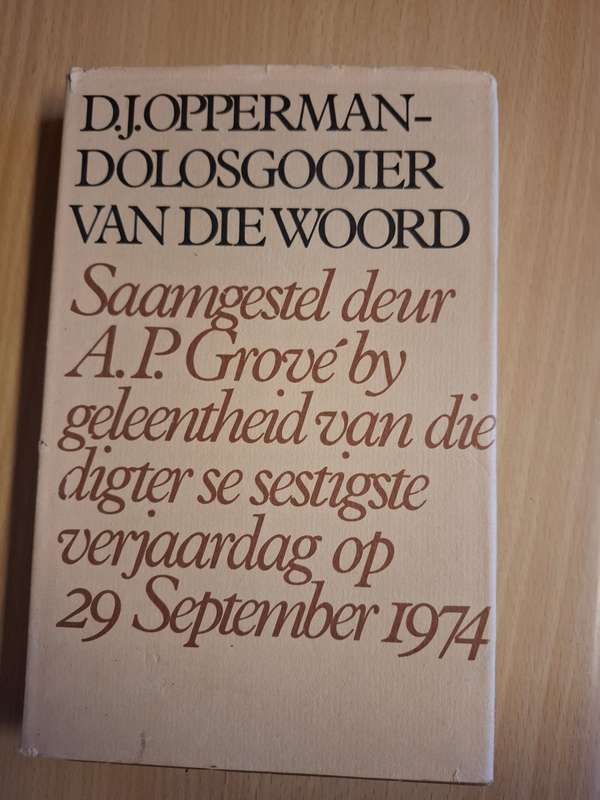 D.J. OPPERMAN-
DOLOSGOOIER
VAN DIE WOORD
Saamgestel deur
A.P. Grové by
geleentheid van die
digter se sestigste
verjaardag op
29 September 1974